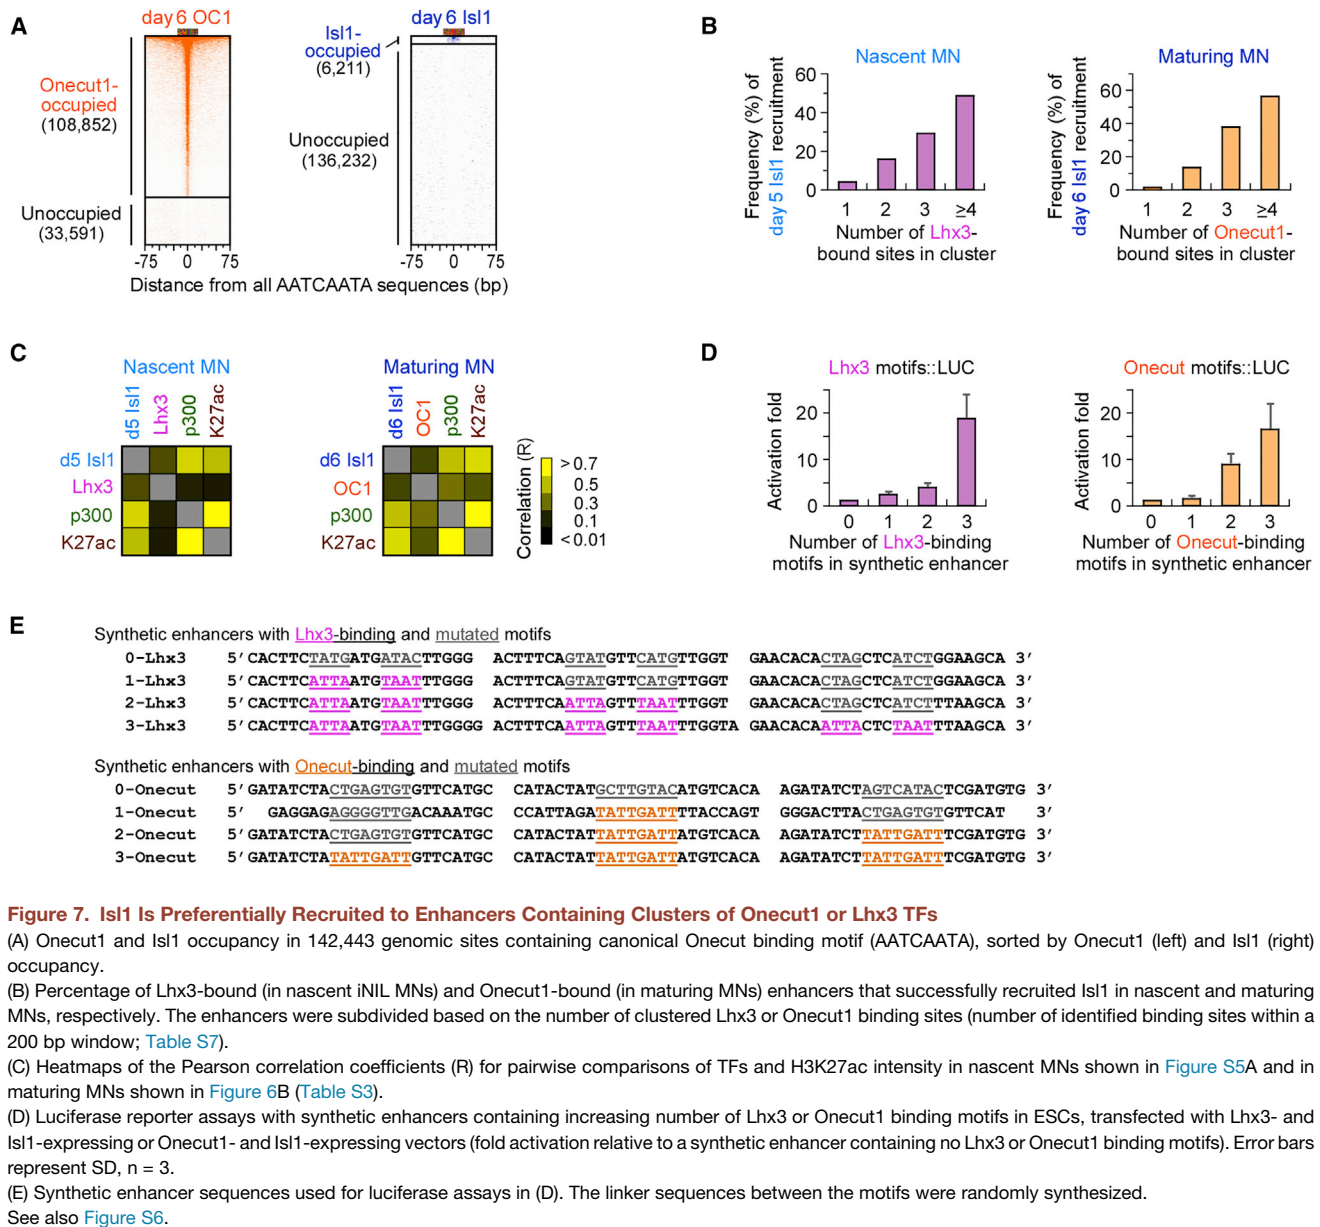 A
day 6 OC1
day 6 Isl1
Onecut1-
occupied
(108,852)
Unoccupied
(33,591)
Isl1-
occupied
(6,211)
Unoccupied
(136,232)
-75 0 75
-75 0 75
Distance from all AATCAATA sequences (bp)
B
Nascent MN
Frequency (%) of
day 5 Isl1 recruitment
60
40
20
0
1 2 3 ≥4
Number of Lhx3-
bound sites in cluster
Maturing MN
Frequency (%) of
day 6 Isl1 recruitment
60
40
20
0
1 2 3 ≥4
Number of Onecut1-
bound sites in cluster
C
Nascent MN
d5 Isl1 Lhx3 p300 K27ac
d5 Isl1
Lhx3
p300
K27ac
Maturing MN
d6 Isl1 OC1 p300 K27ac
d6 Isl1
OC1
p300
K27ac
Correlation (R)
> 0.7
0.5
0.3
0.1
< 0.01
D
Lhx3 motifs::LUC
Activation fold
20
10
0
0 1 2 3
Number of Lhx3-binding
motifs in synthetic enhancer
Onecut motifs::LUC
Activation fold
20
10
0
0 1 2 3
Number of Onecut-binding
motifs in synthetic enhancer
E
Synthetic enhancers with Lhx3-binding and mutated motifs
0-Lhx3 5′CACTTCTATGATGATACTTGGG ACTTTCAGTATGTTCATGTTGGT GAACACACTAGCTCATCTGGAAGCA 3′
1-Lhx3 5′CACTTCATTAATGTAATTTGGG ACTTTCAGTATGTTCATGTTGGT GAACACACTAGCTCATCTGGAAGCA 3′
2-Lhx3 5′CACTTCATTAATGTAATTTGGG ACTTTCAATTAGTTTAATTTGGT GAACACACTAGCTCATCTTTAAGCA 3′
3-Lhx3 5′CACTTCATTAATGTAATTTGGGG ACTTTCAATTAGTTTAATTTGGTA GAACACAATTACTCTAATTTAAGCA 3′
Synthetic enhancers with Onecut-binding and mutated motifs
0-Onecut 5′GATATCTACTGAGTGTGTTCATGC CATACTATGCTTGTACATGTCACA AGATATCTAGTCATACTCGATGTG 3′
1-Onecut 5′ GAGGAGAGGGGTTGACAAATGC CCATTAGATATTGATTTTACCAGT GGGACTTACTGAGTGTGTTCAT 3′
2-Onecut 5′GATATCTACTGAGTGTGTTCATGC CATACTATTATTGATTATGTCACA AGATATCTTATTGATTTCGATGTG 3′
3-Onecut 5′GATATCTATATTGATTGTTCATGC CATACTATTATTGATTATGTCACA AGATATCTTATTGATTTCGATGTG 3′
Figure 7. Isl1 Is Preferentially Recruited to Enhancers Containing Clusters of Onecut1 or Lhx3 TFs
(A) Onecut1 and Isl1 occupancy in 142,443 genomic sites containing canonical Onecut binding motif (AATCAATA), sorted by Onecut1 (left) and Isl1 (right)
occupancy.
(B) Percentage of Lhx3-bound (in nascent iNIL MNs) and Onecut1-bound (in maturing MNs) enhancers that successfully recruited Isl1 in nascent and maturing
MNs, respectively. The enhancers were subdivided based on the number of clustered Lhx3 or Onecut1 binding sites (number of identified binding sites within a
200 bp window; Table S7).
(C) Heatmaps of the Pearson correlation coefficients (R) for pairwise comparisons of TFs and H3K27ac intensity in nascent MNs shown in Figure S5A and in
maturing MNs shown in Figure 6B (Table S3).
(D) Luciferase reporter assays with synthetic enhancers containing increasing number of Lhx3 or Onecut1 binding motifs in ESCs, transfected with Lhx3- and
Isl1-expressing or Onecut1- and Isl1-expressing vectors (fold activation relative to a synthetic enhancer containing no Lhx3 or Onecut1 binding motifs). Error bars
represent SD, n = 3.
(E) Synthetic enhancer sequences used for luciferase assays in (D). The linker sequences between the motifs were randomly synthesized.
See also Figure S6.